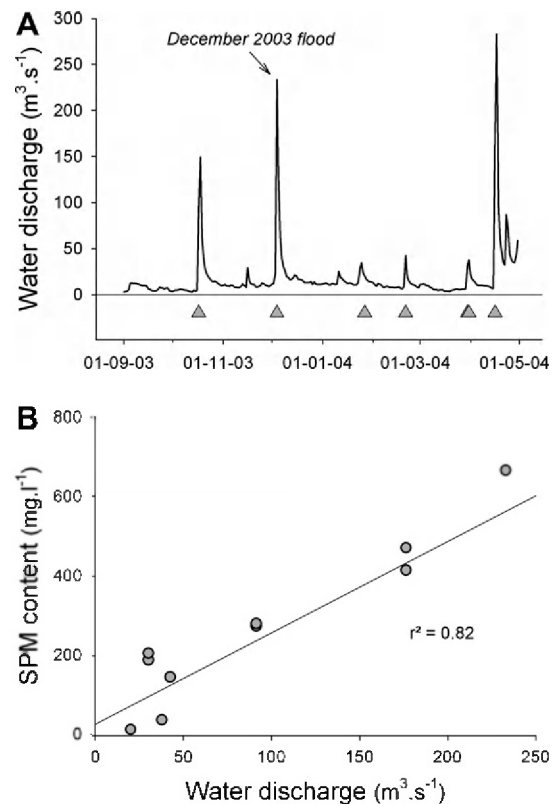 A
December 2003 flood
Water discharge (m³.s⁻¹)
300
250
200
150
100
50
0
01-09-03 01-11-03 01-01-04 01-03-04 01-05-04
B
SPM content (mg.l⁻¹)
800
600
400
200
0
r² = 0.82
0 50 100 150 200 250
Water discharge (m³.s⁻¹)